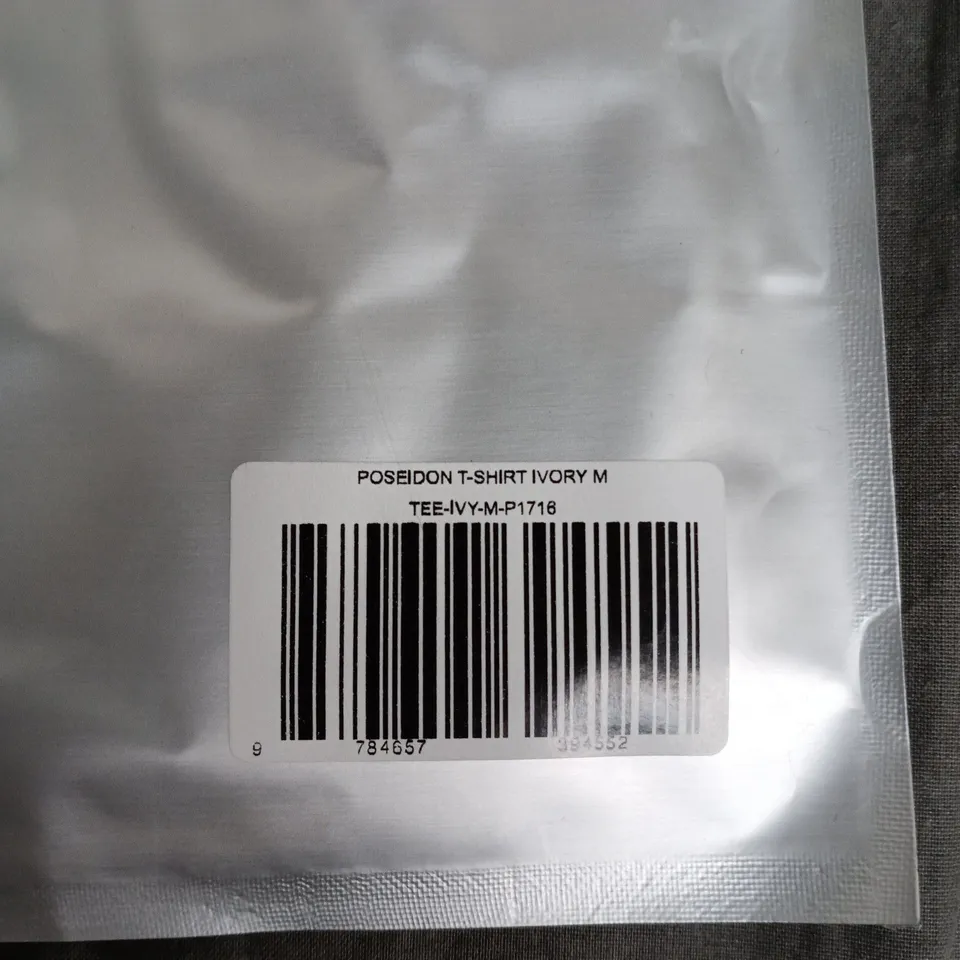 POSEIDON T-SHIRT IVORY M
TEE-IVY-M-P1716
9 784657 394552